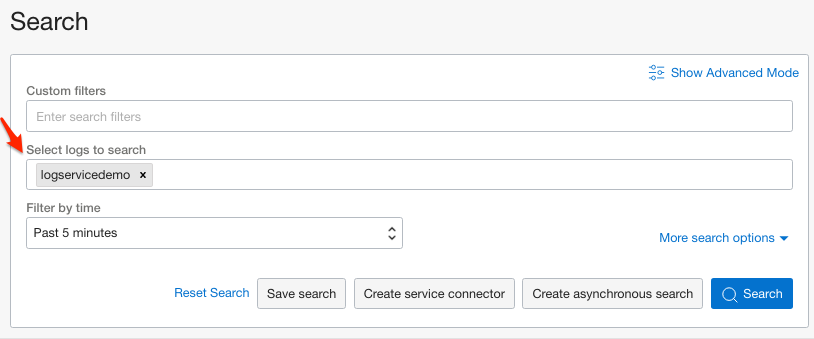 Search
Show Advanced Mode
Custom filters
Enter search filters
Select logs to search
logservicedemo ×
Filter by time
Past 5 minutes
More search options
Reset Search Save search Create service connector Create asynchronous search Search